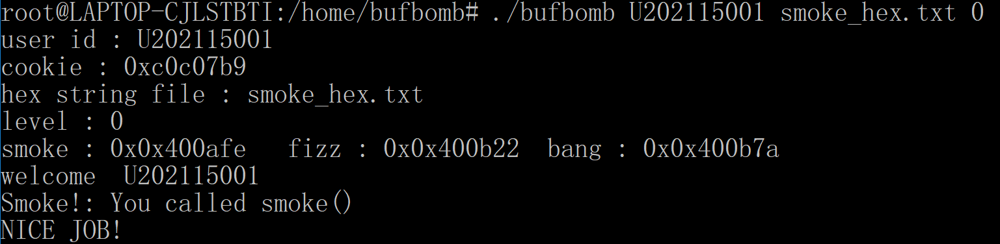 root@LAPTOP-CJLSTBTI:/home/bufbomb# ./bufbomb U202115001 smoke_hex.txt 0
user id : U202115001
cookie : 0xc0c07b9
hex string file : smoke_hex.txt
level : 0
smoke : 0x0x400afe   fizz : 0x0x400b22  bang : 0x0x400b7a
welcome  U202115001
Smoke!: You called smoke()
NICE JOB!